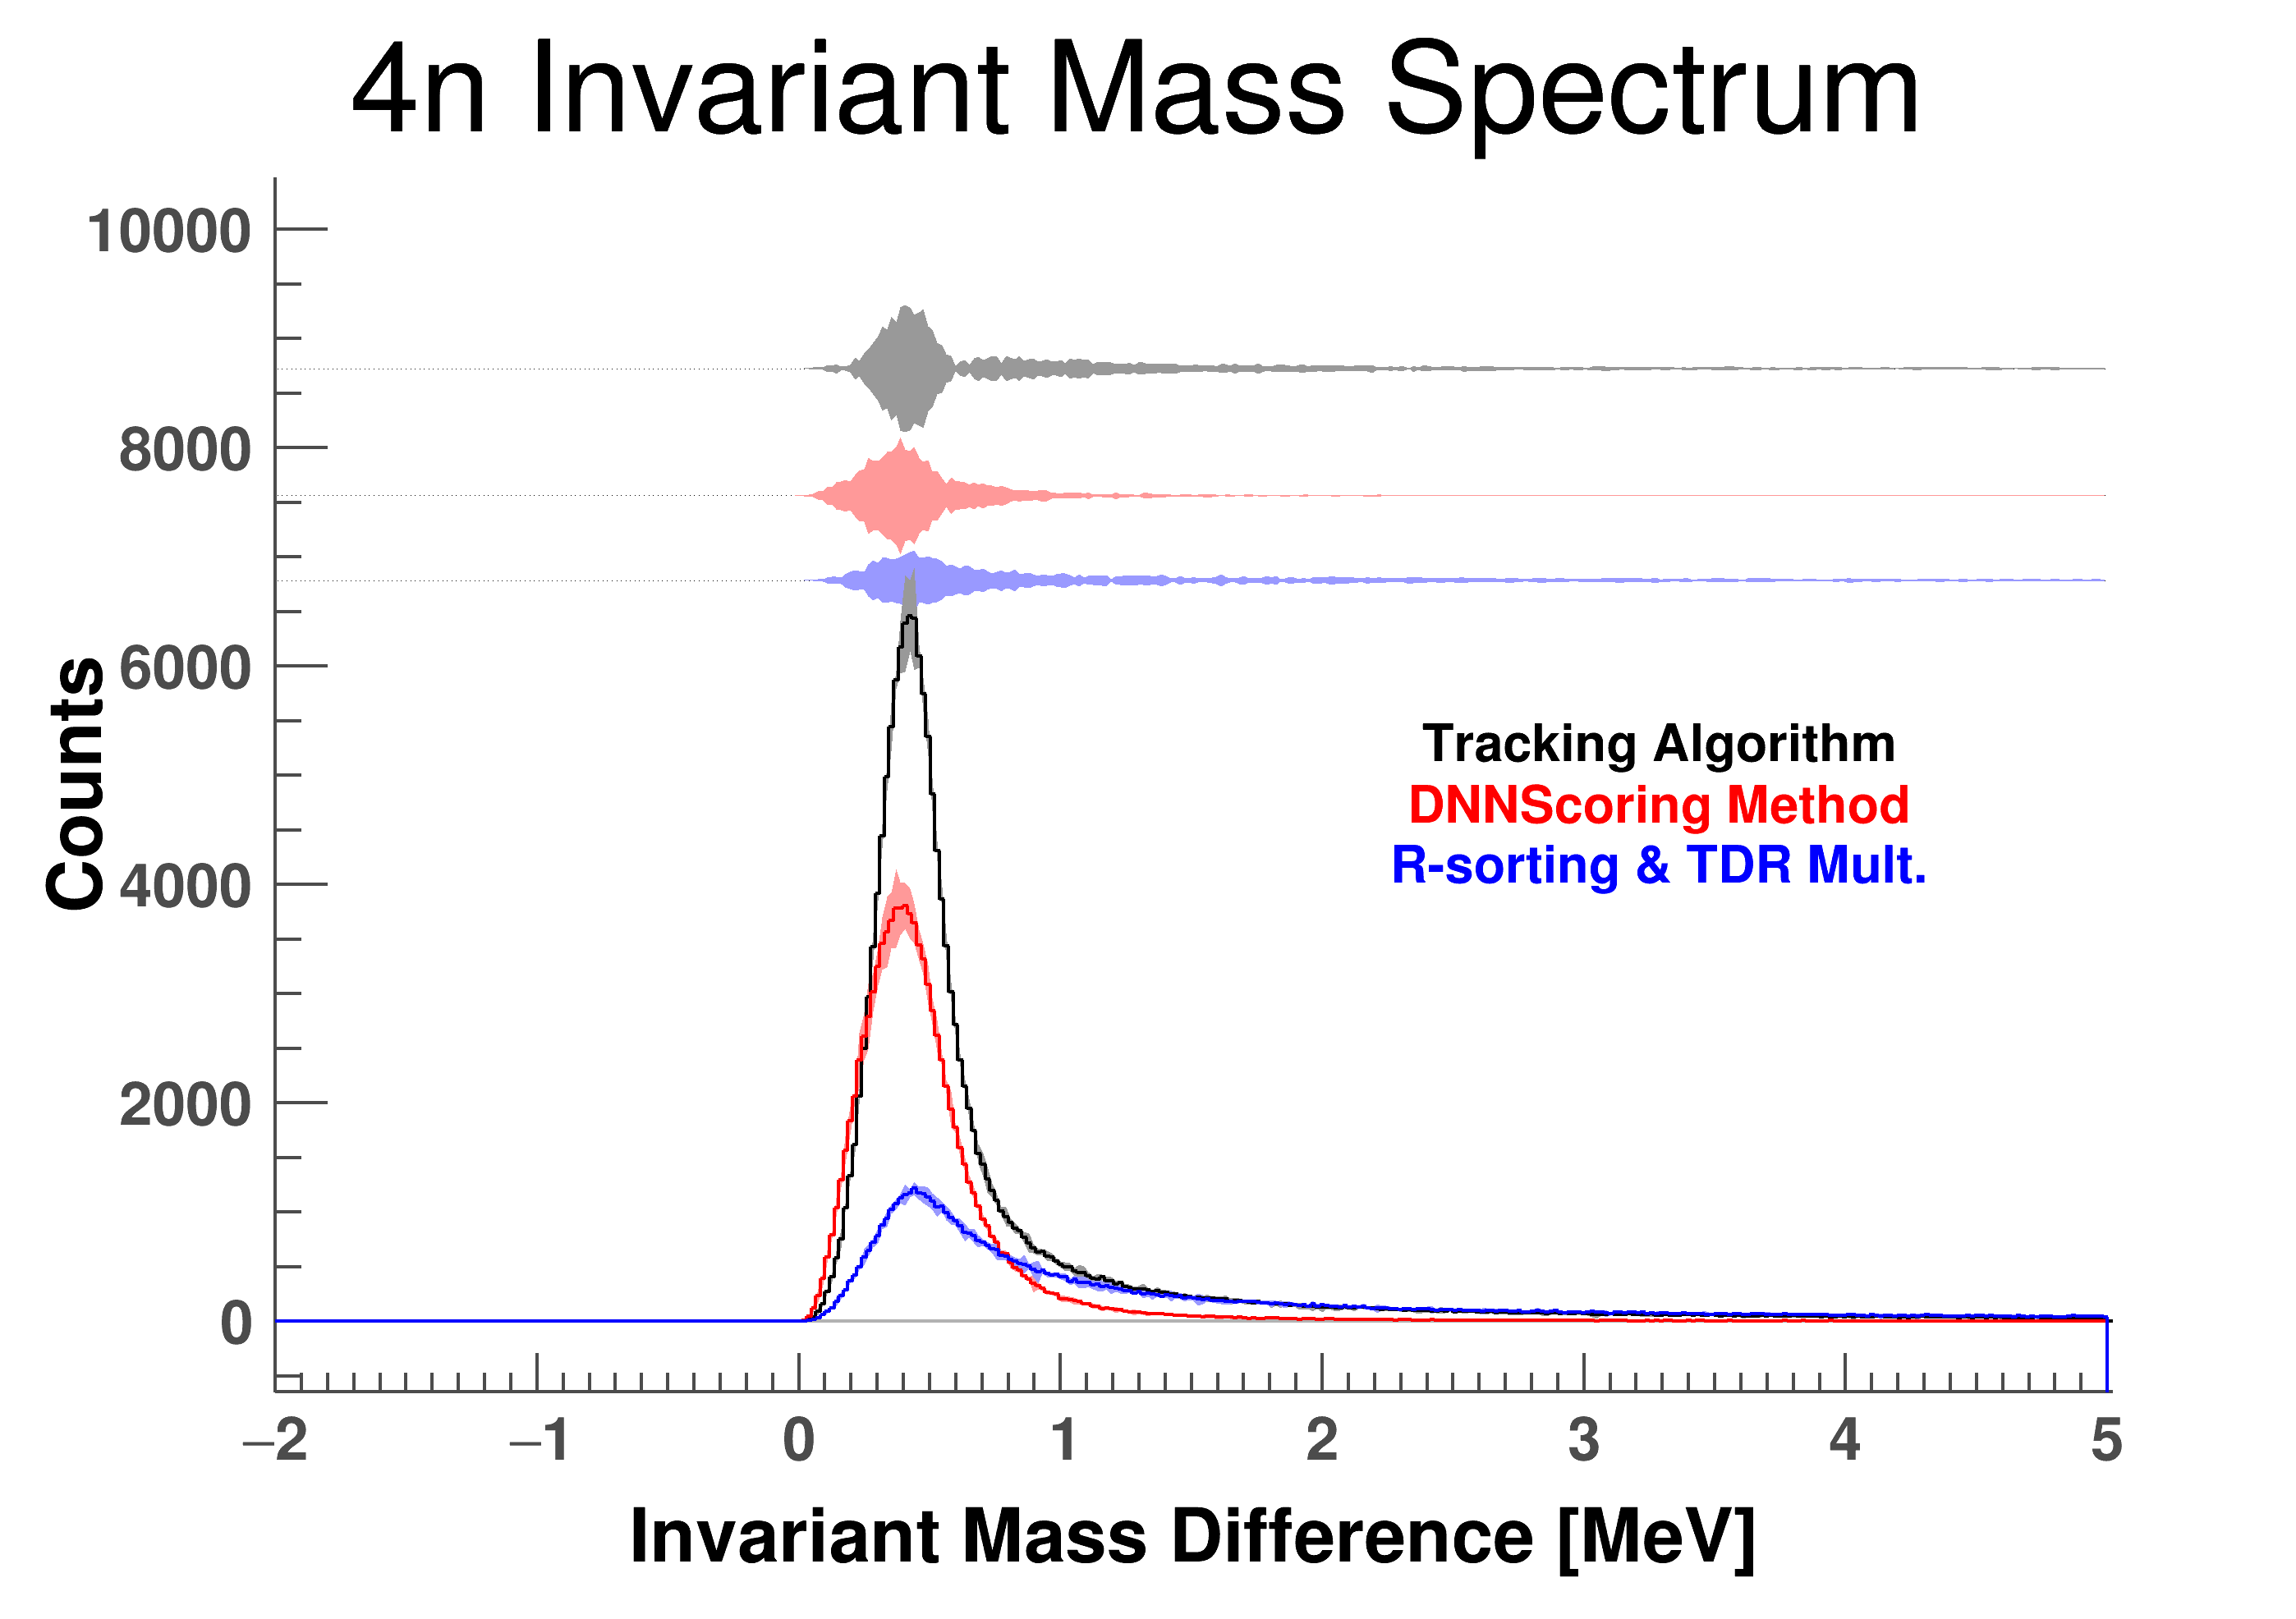 4n Invariant Mass Spectrum
10000
8000
6000
4000
2000
0
Counts
Tracking Algorithm
DNNScoring Method
R-sorting & TDR Mult.
−2 −1 0 1 2 3 4 5
Invariant Mass Difference [MeV]